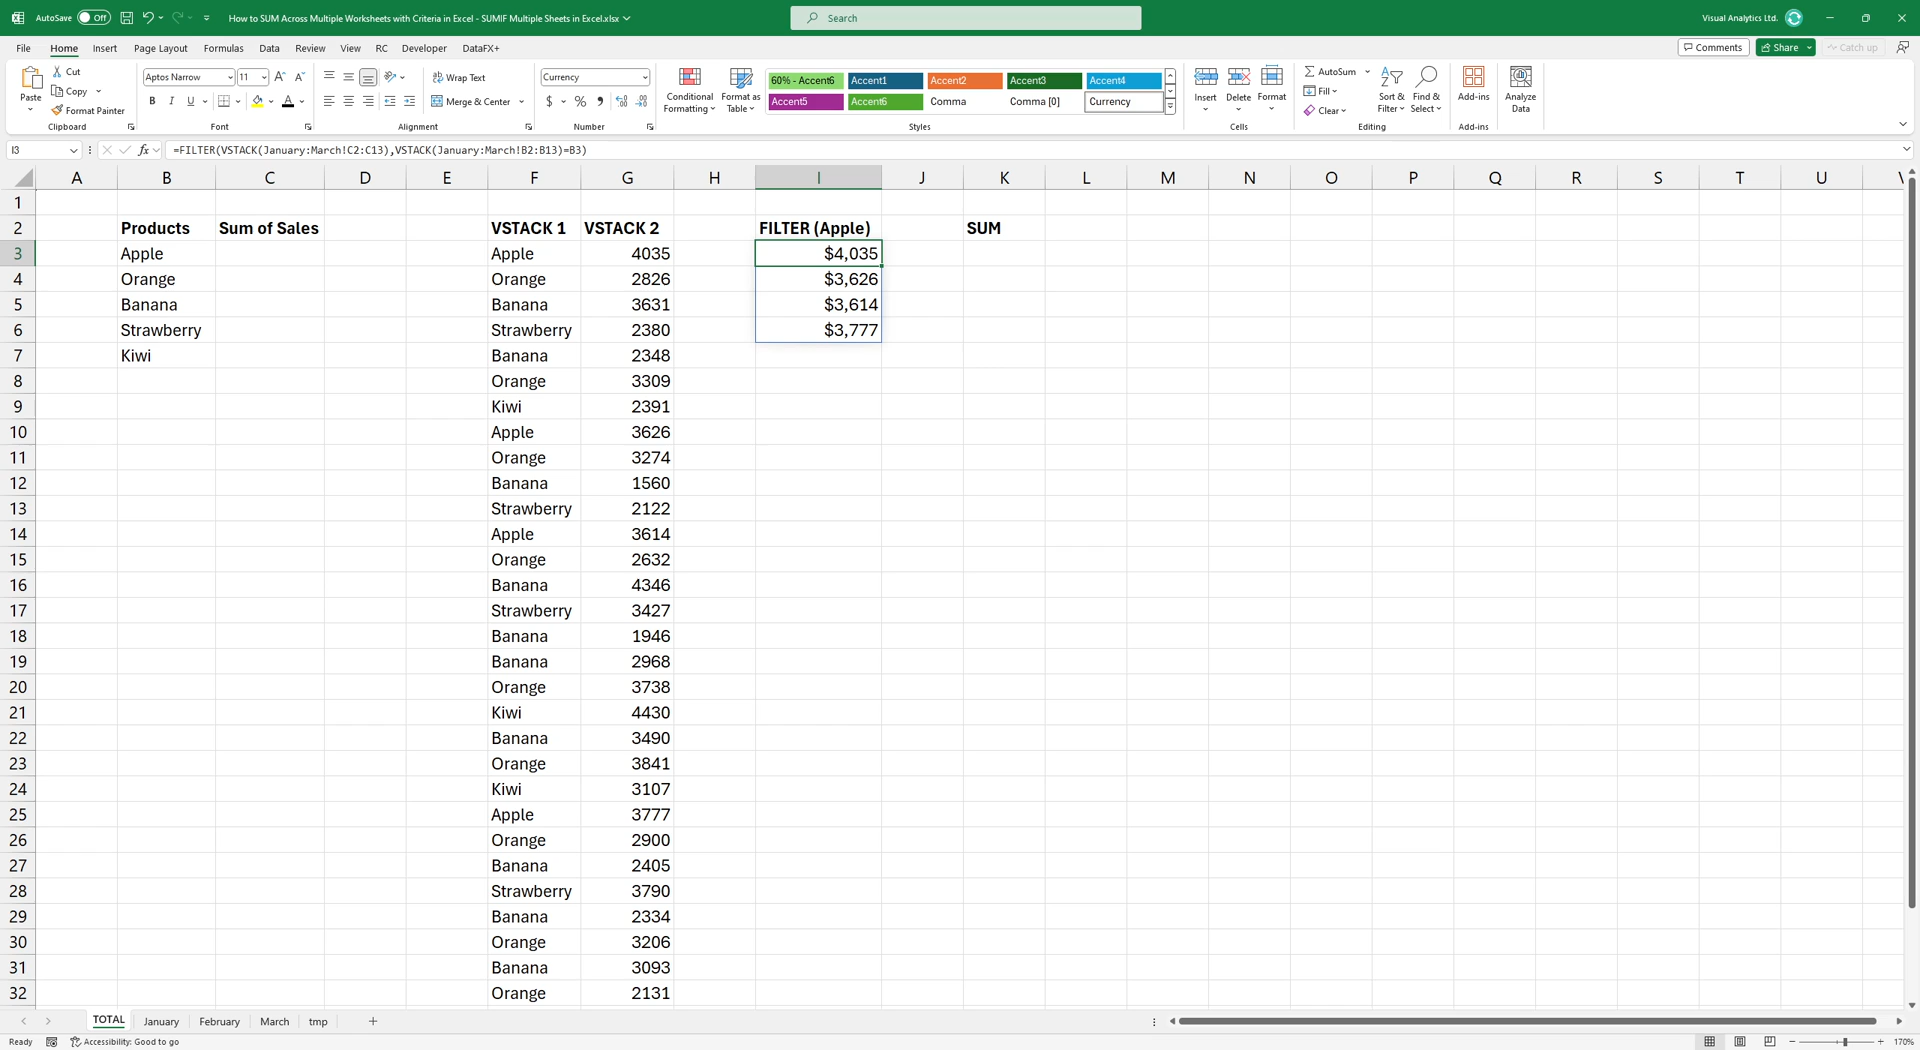 AutoSave Off How to SUM Across Multiple Worksheets with Criteria in Excel - SUMIF Multiple Sheets in Excel.xlsx Search Visual Analytics Ltd.
File Home Insert Page Layout Formulas Data Review View RC Developer DataFX+ Comments Share Catch up
Paste Cut Copy Format Painter Clipboard
Aptos Narrow 11 B I U A Font
Wrap Text Merge & Center Alignment
Currency $ % Number
Conditional Formatting Format as Table
60% - Accent6 Accent1 Accent2 Accent3 Accent4
Accent5 Accent6 Comma Comma [0] Currency
Styles
Insert Delete Format Cells
AutoSum Fill Clear Sort & Filter Find & Select Editing
Add-ins Add-ins
Analyze Data
I3 fx =FILTER(VSTACK(January:March!C2:C13),VSTACK(January:March!B2:B13)=B3)
A B C D E F G H I J K L M N O P Q R S T U
1
2 Products Sum of Sales VSTACK 1 VSTACK 2 FILTER (Apple) SUM
3 Apple Apple 4035 $4,035
4 Orange Orange 2826 $3,626
5 Banana Banana 3631 $3,614
6 Strawberry Strawberry 2380 $3,777
7 Kiwi Banana 2348
8 Orange 3309
9 Kiwi 2391
10 Apple 3626
11 Orange 3274
12 Banana 1560
13 Strawberry 2122
14 Apple 3614
15 Orange 2632
16 Banana 4346
17 Strawberry 3427
18 Banana 1946
19 Banana 2968
20 Orange 3738
21 Kiwi 4430
22 Banana 3490
23 Orange 3841
24 Kiwi 3107
25 Apple 3777
26 Orange 2900
27 Banana 2405
28 Strawberry 3790
29 Banana 2334
30 Orange 3206
31 Banana 3093
32 Orange 2131
TOTAL January February March tmp
Ready Accessibility: Good to go 170%